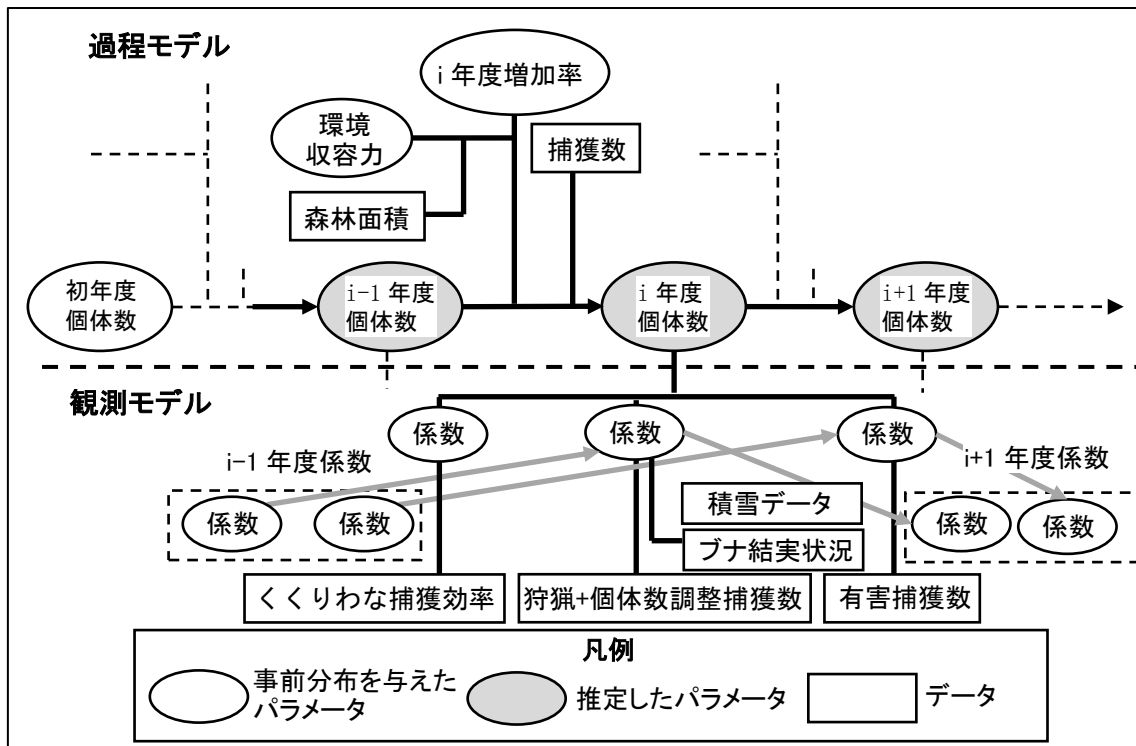 過程モデル
i 年度増加率
環境
収容力
捕獲数
森林面積
初年度
個体数
i-1 年度
個体数
i 年度
個体数
i+1 年度
個体数
観測モデル
係数
係数
係数
i-1 年度係数
i+1 年度係数
係数
係数
積雪データ
係数
係数
ブナ結実状況
くくりわな捕獲効率
狩猟+個体数調整捕獲数
有害捕獲数
凡例
事前分布を与えた
パラメータ
推定したパラメータ
データ